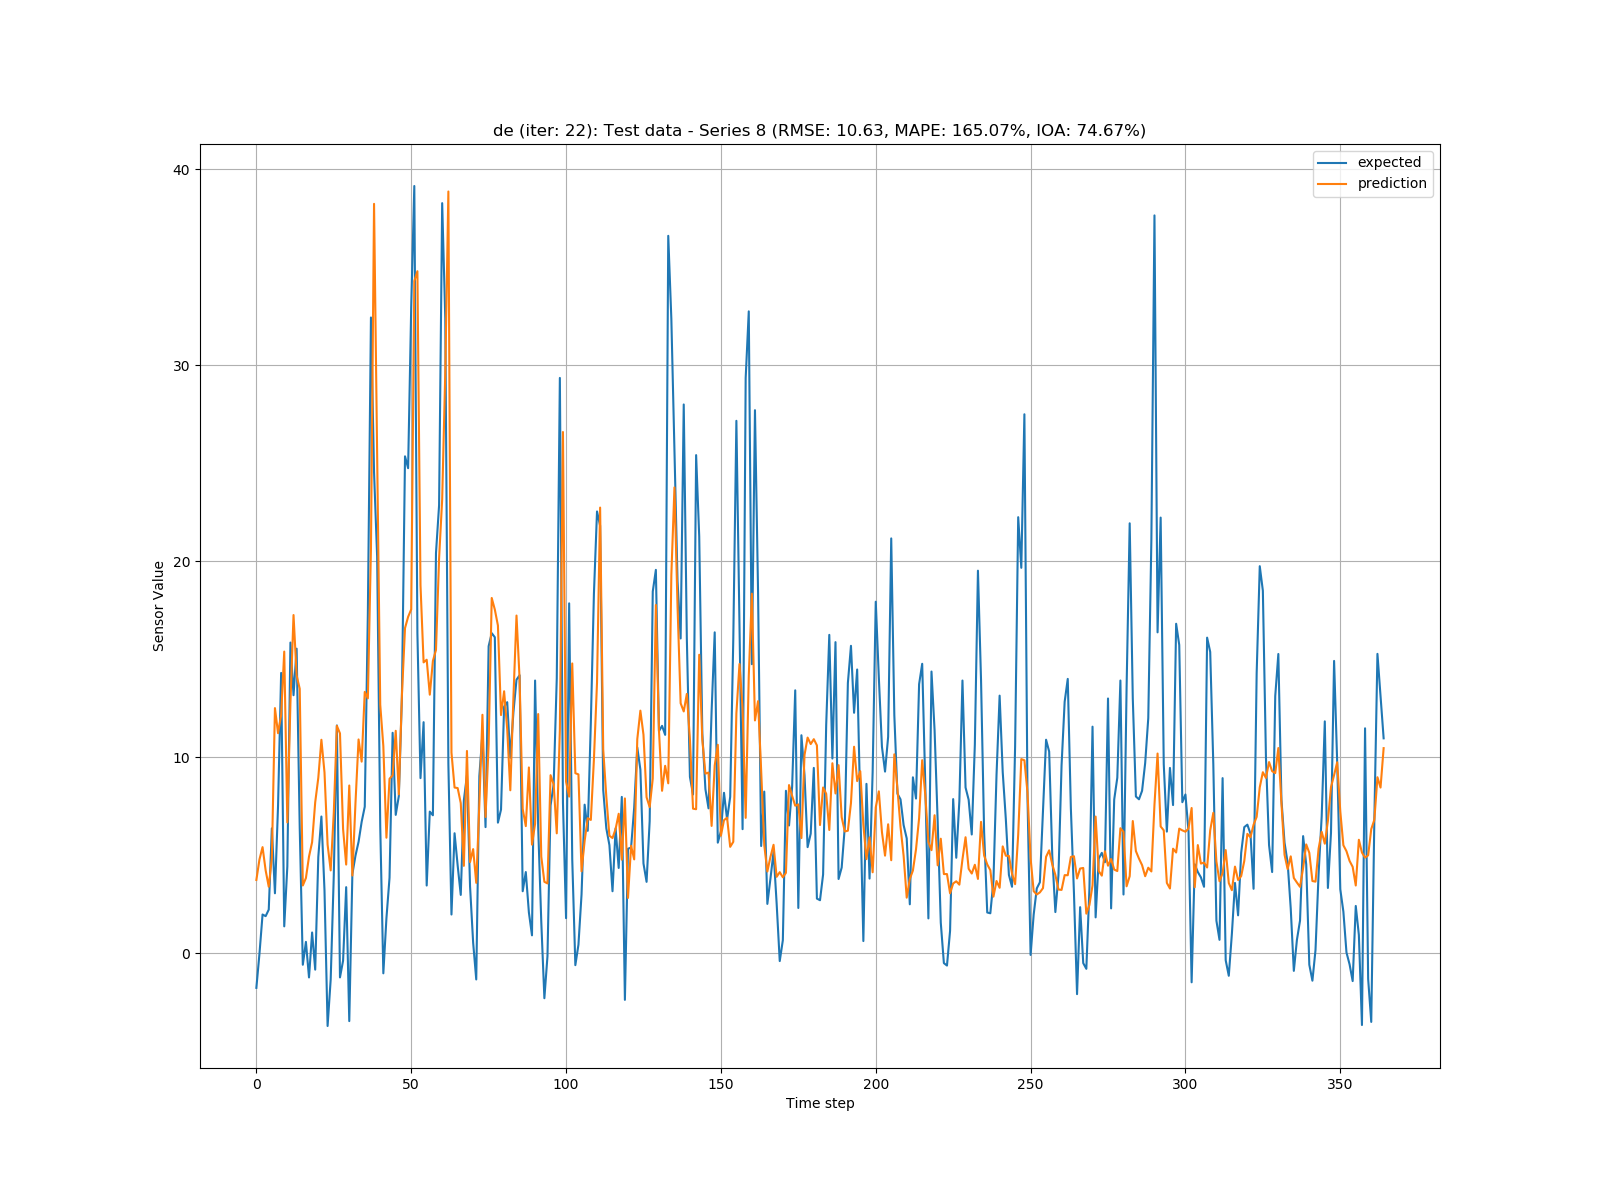 de (iter: 22): Test data - Series 8 (RMSE: 10.63, MAPE: 165.07%, IOA: 74.67%)
expected
prediction
40
30
20
10
0
Sensor Value
0 50 100 150 200 250 300 350
Time step